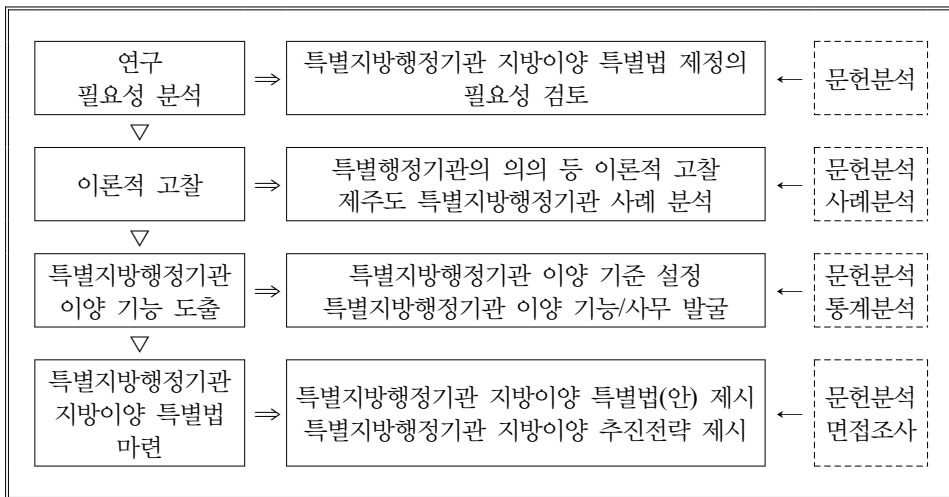 연구
필요성 분석
⇒
특별지방행정기관 지방이양 특별법 제정의
필요성 검토
←
문헌분석
▽
이론적 고찰
⇒
특별행정기관의 의의 등 이론적 고찰
제주도 특별지방행정기관 사례 분석
←
문헌분석
사례분석
▽
특별지방행정기관
이양 기능 도출
⇒
특별지방행정기관 이양 기준 설정
특별지방행정기관 이양 기능/사무 발굴
←
문헌분석
통계분석
▽
특별지방행정기관
지방이양 특별법
마련
⇒
특별지방행정기관 지방이양 특별법(안) 제시
특별지방행정기관 지방이양 추진전략 제시
←
문헌분석
면접조사